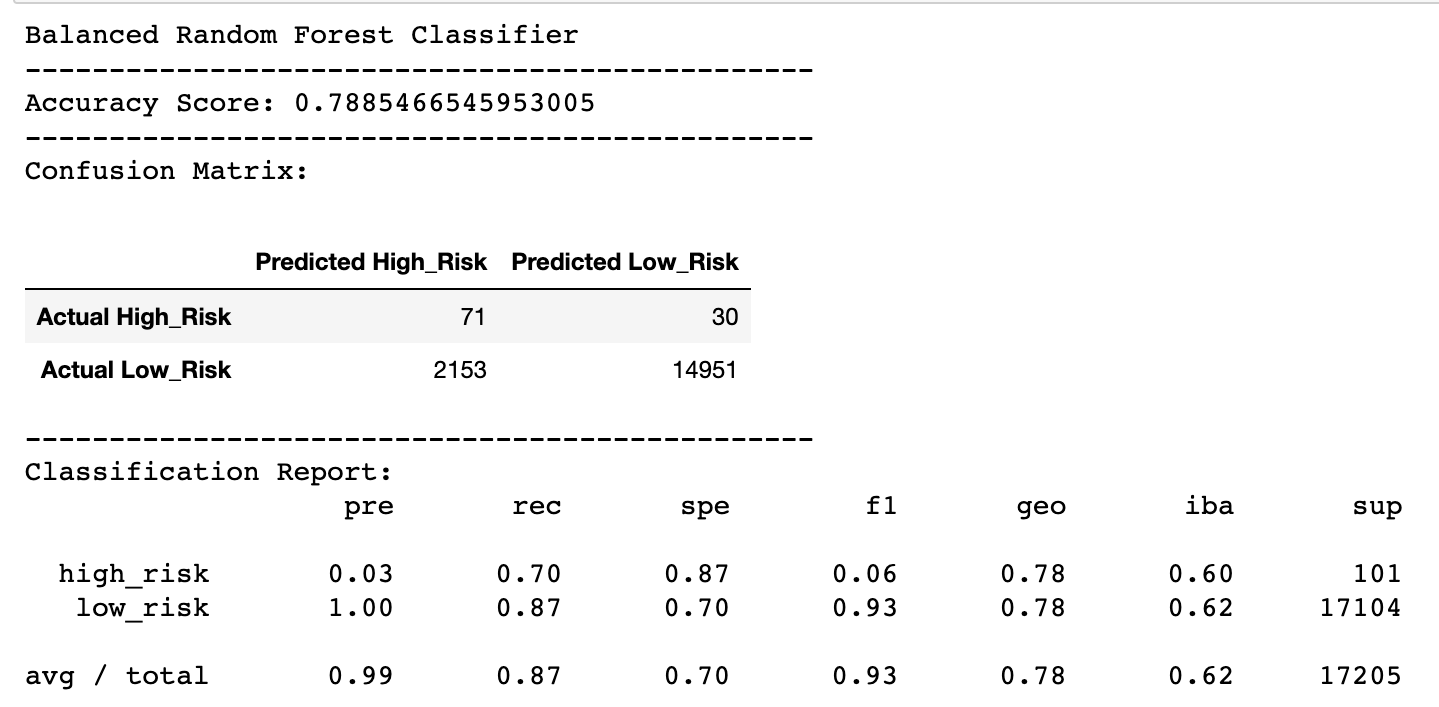 Balanced Random Forest Classifier
-----------------------------------------------
Accuracy Score: 0.7885466545953005
-----------------------------------------------
Confusion Matrix:
Predicted High_Risk Predicted Low_Risk
Actual High_Risk 71 30
Actual Low_Risk 2153 14951
-----------------------------------------------
Classification Report:
pre rec spe f1 geo iba sup
high_risk 0.03 0.70 0.87 0.06 0.78 0.60 101
low_risk 1.00 0.87 0.70 0.93 0.78 0.62 17104
avg / total 0.99 0.87 0.70 0.93 0.78 0.62 17205